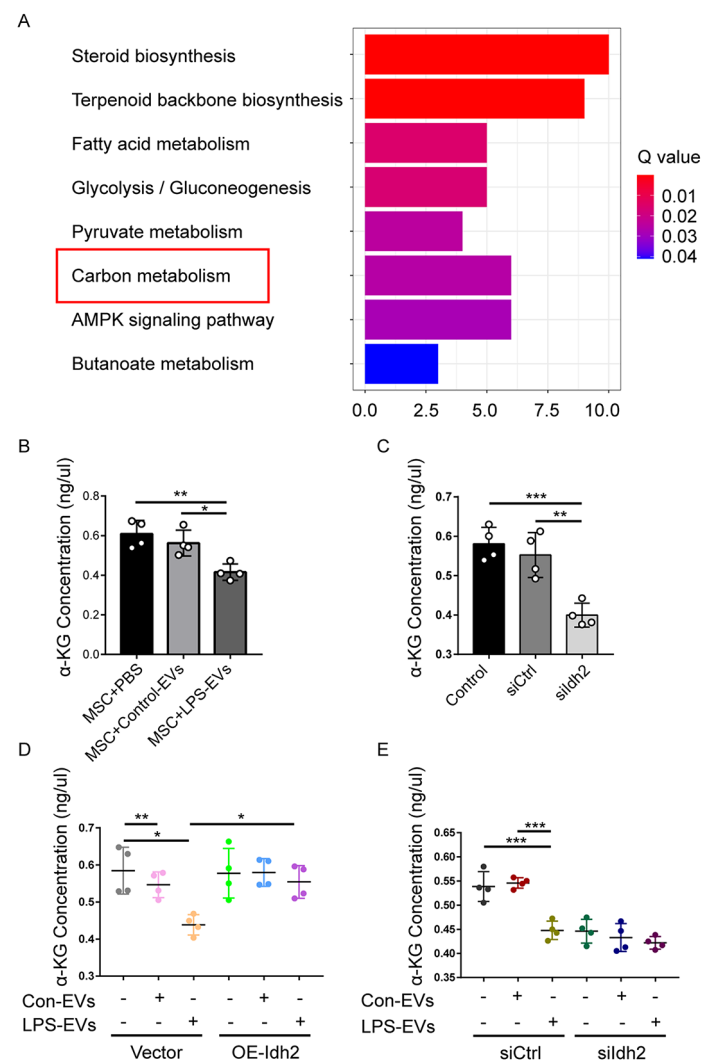 A
Steroid biosynthesis
Terpenoid backbone biosynthesis
Fatty acid metabolism
Glycolysis / Gluconeogenesis
Pyruvate metabolism
Carbon metabolism
AMPK signaling pathway
Butanoate metabolism
0.0 2.5 5.0 7.5 10.0
Q value
0.01
0.02
0.03
0.04
B
α-KG Concentration (ng/ul)
0.8
0.6
0.4
0.2
0.0
**
*
MSC+PBS
MSC+Control-EVs
MSC+LPS-EVs
C
α-KG Concentration (ng/ul)
0.7
0.6
0.5
0.4
0.3
***
**
Control
siCtrl
siIdh2
D
α-KG Concentration (ng/ul)
0.7
0.6
0.5
0.4
0.3
**
*
*
Con-EVs - + - - + -
LPS-EVs - - + - - +
Vector OE-Idh2
E
α-KG Concentration (ng/ul)
0.65
0.60
0.55
0.50
0.45
0.40
0.35
***
***
Con-EVs - + - - + -
LPS-EVs - - + - - +
siCtrl siIdh2